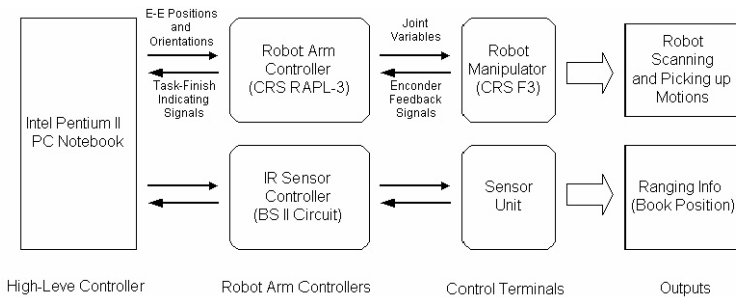 E-E Positions
and
Orientations
Joint
Variables
Intel Pentium II
PC Notebook
Robot Arm
Controller
(CRS RAPL-3)
Robot
Manipulator
(CRS F3)
Robot
Scanning
and Picking up
Motions
Task-Finish
Indicating
Signals
Enconder
Feedback
Signals
IR Sensor
Controller
(BS II Circuit)
Sensor
Unit
Ranging Info
(Book Position)
High-Leve Controller
Robot Arm Controllers
Control Terminals
Outputs